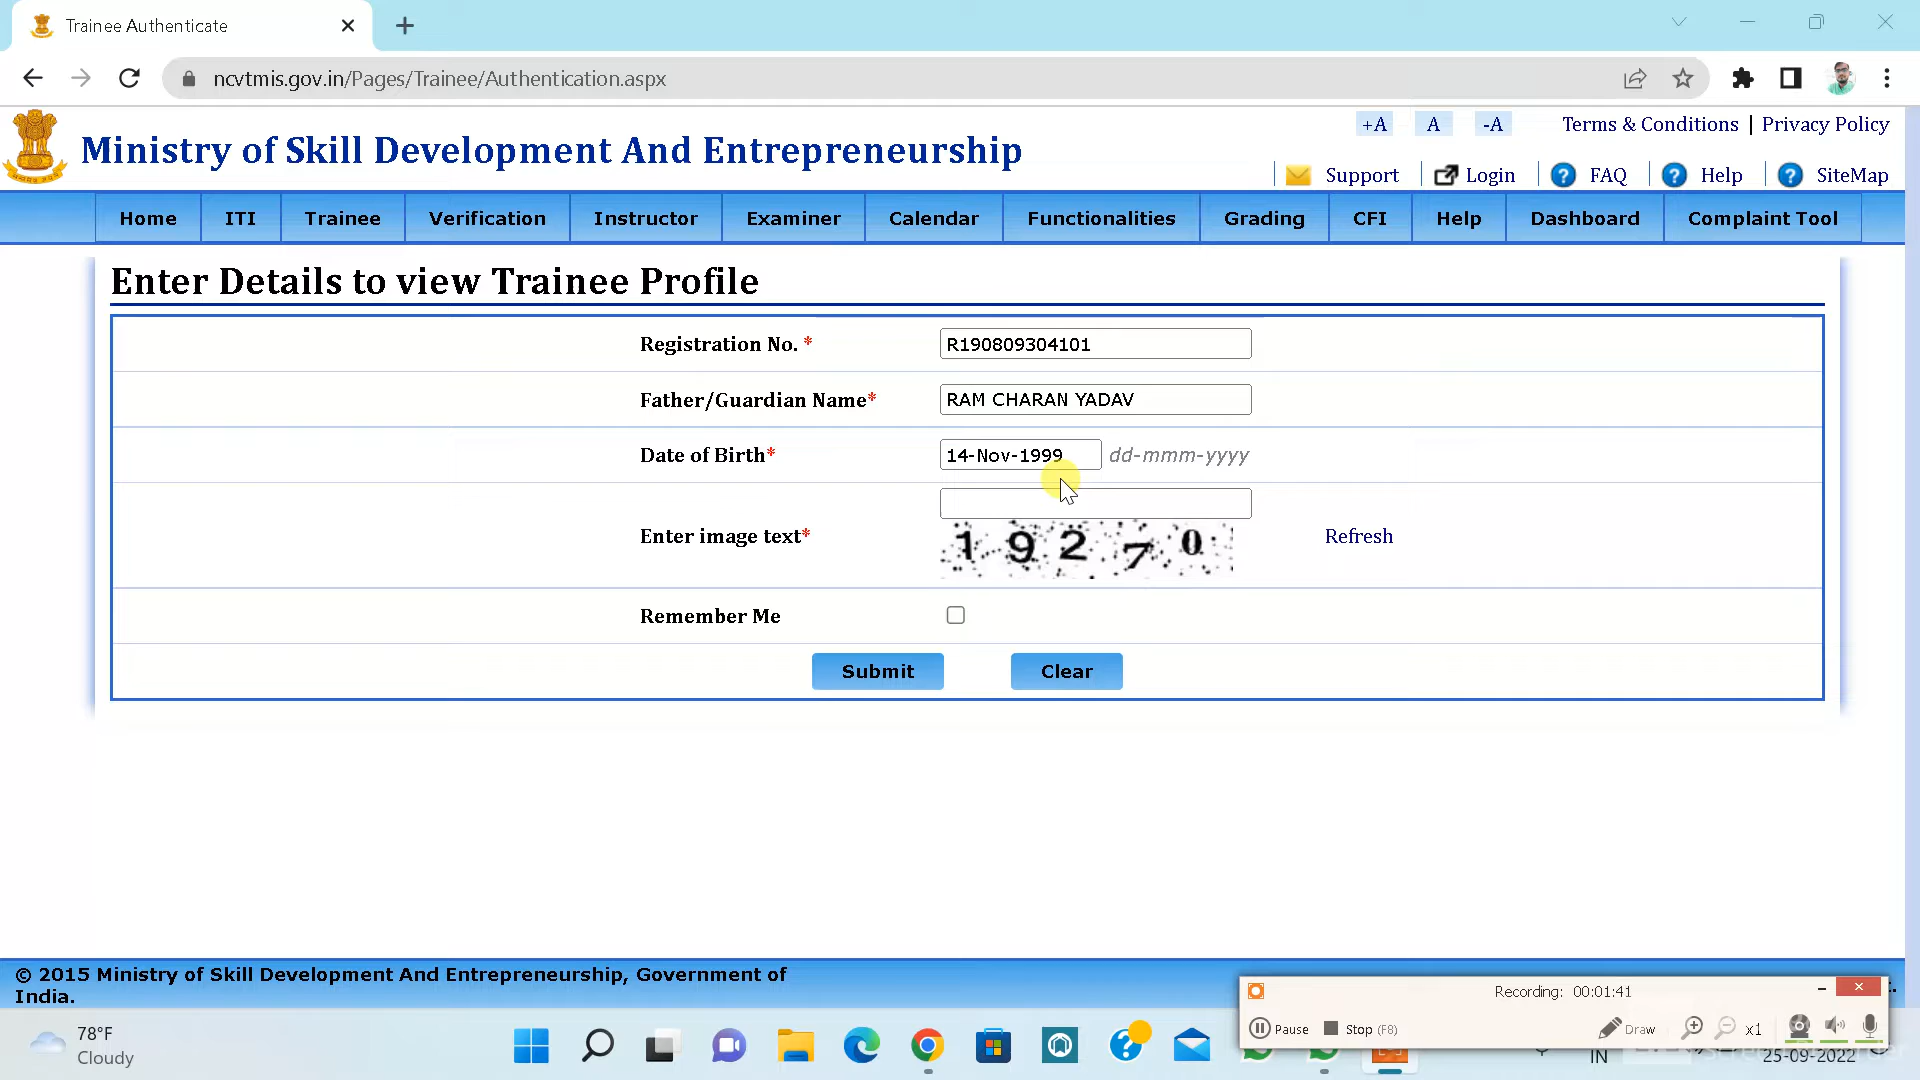 Trainee Authenticate
ncvtmis.gov.in/Pages/Trainee/Authentication.aspx
+A A -A Terms & Conditions | Privacy Policy
Ministry of Skill Development And Entrepreneurship
Support Login FAQ Help SiteMap
Home ITI Trainee Verification Instructor Examiner Calendar Functionalities Grading CFI Help Dashboard Complaint Tool
Enter Details to view Trainee Profile
Registration No. * R190809304101
Father/Guardian Name* RAM CHARAN YADAV
Date of Birth* 14-Nov-1999 dd-mmm-yyyy
Enter image text* 19270 Refresh
Remember Me
Submit Clear
© 2015 Ministry of Skill Development And Entrepreneurship, Government of
India.
Recording: 00:01:41
Pause Stop (F8) Draw x1
78°F
Cloudy
IN
25-09-2022